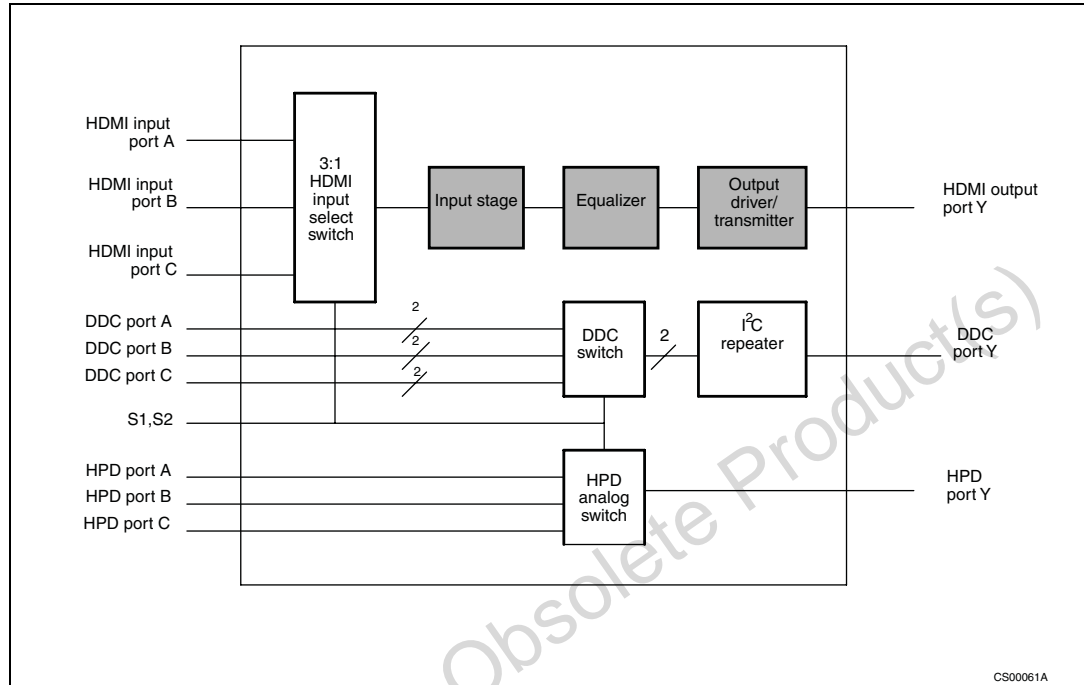 HDMI input
port A
HDMI input
port B
HDMI input
port C
3:1
HDMI
input
select
switch
Input stage
Equalizer
Output
driver/
transmitter
HDMI output
port Y
DDC port A
DDC port B
DDC port C
2
2
2
DDC
switch
2
I2C
repeater
DDC
port Y
S1,S2
HPD port A
HPD port B
HPD port C
HPD
analog
switch
HPD
port Y
Obsolete Product(s)
CS00061A